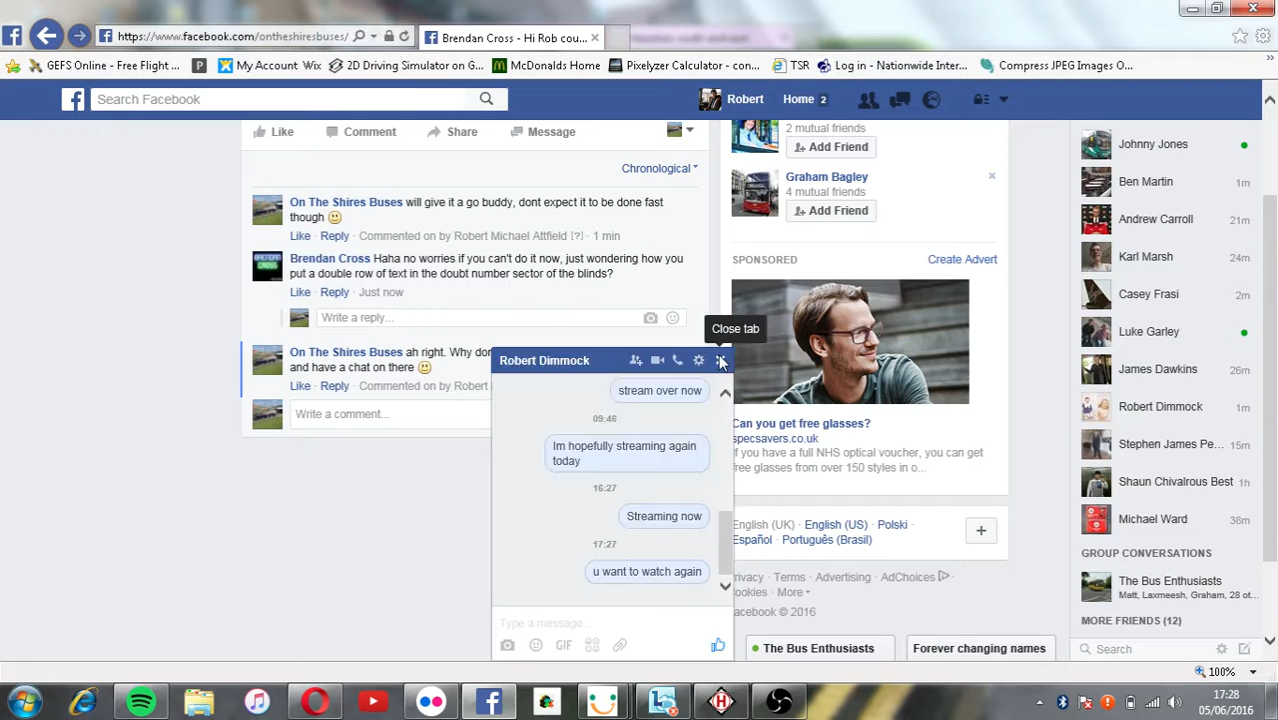 https://www.facebook.com/ontheshiresbuses/
Brendan Cross - Hi Rob cou...
GEFS Online - Free Flight ...
P
My Account
Wix
2D Driving Simulator on G...
McDonalds Home
Pixelyzer Calculator - con...
TSR
Log in - Nationwide Inter...
Compress JPEG Images O...
Search Facebook
Robert
Home 2
Like Comment Share Message
Chronological
On The Shires Buses will give it a go buddy, dont expect it to be done fast
though
Like Reply Commented on by Robert Michael Attfield [?] 1 min
Brendan Cross Haha no worries if you can't do it now, just wondering how you
put a double row of text in the doubt number sector of the blinds?
Like Reply Just now
Write a reply...
On The Shires Buses ah right. Why don
and have a chat on there
Like Reply Commented on by Robert
Write a comment...
Close tab
Robert Dimmock
stream over now
09:46
Im hopefully streaming again
today
16:27
Streaming now
17:27
u want to watch again
Type a message...
GIF
2 mutual friends
Add Friend
Graham Bagley
4 mutual friends
Add Friend
SPONSORED
Create Advert
Can you get free glasses?
specsavers.co.uk
If you have a full NHS optical voucher, you can get
free glasses from over 150 styles in o...
English (UK) · English (US) · Polski ·
Español · Português (Brasil)
Privacy · Terms · Advertising · AdChoices
Cookies · More
Facebook © 2016
The Bus Enthusiasts
Forever changing names
Johnny Jones
Ben Martin 1m
Andrew Carroll 21m
Karl Marsh 24m
Casey Frasi 2m
Luke Garley
James Dawkins 26m
Robert Dimmock 1m
Stephen James Pe... 15m
Shaun Chivalrous Best 1h
Michael Ward 38m
GROUP CONVERSATIONS
The Bus Enthusiasts
Matt, Laxmeesh, Graham, 28 ot...
MORE FRIENDS (12)
Search
100%
17:28
05/06/2016